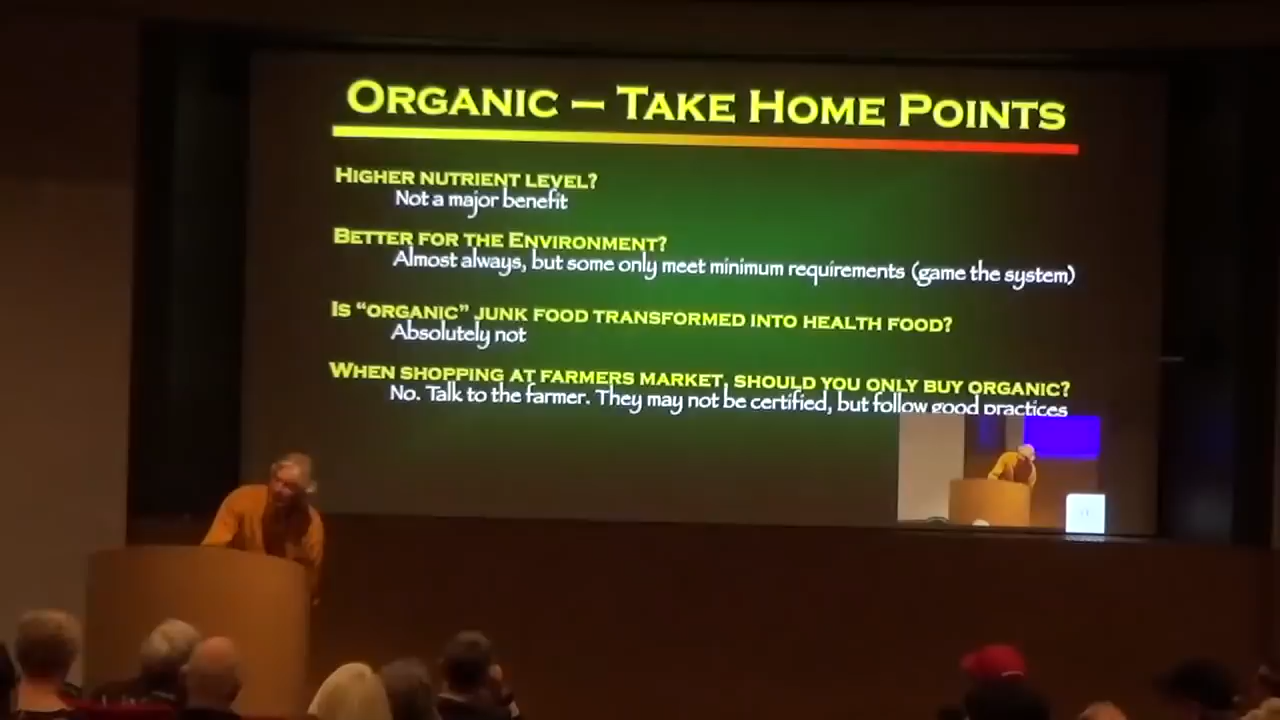 ORGANIC – TAKE HOME POINTS
HIGHER NUTRIENT LEVEL?
Not a major benefit
BETTER FOR THE ENVIRONMENT?
Almost always, but some only meet minimum requirements (game the system)
IS “ORGANIC” JUNK FOOD TRANSFORMED INTO HEALTH FOOD?
Absolutely not
WHEN SHOPPING AT FARMERS MARKET, SHOULD YOU ONLY BUY ORGANIC?
No. Talk to the farmer. They may not be certified, but follow good practices